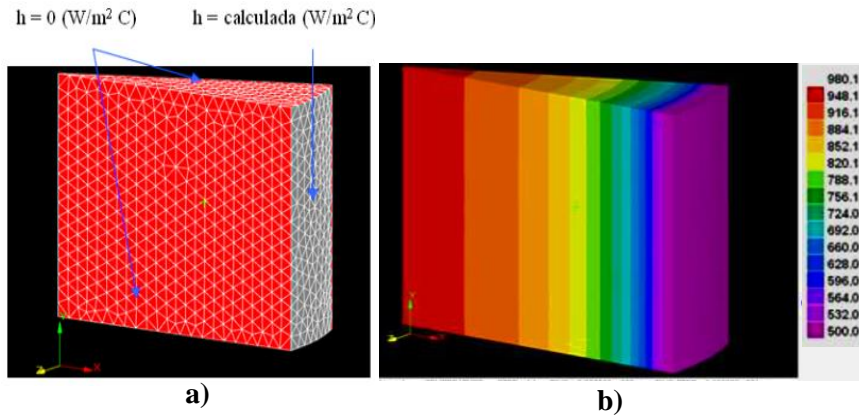 h = 0 (W/m² C)
h = calculada (W/m² C)
Y
X
Z
a)
980.1
948.1
916.1
884.1
852.1
820.1
788.1
756.1
724.0
692.0
660.0
628.0
596.0
564.0
532.0
500.0
Y
X
Z
b)